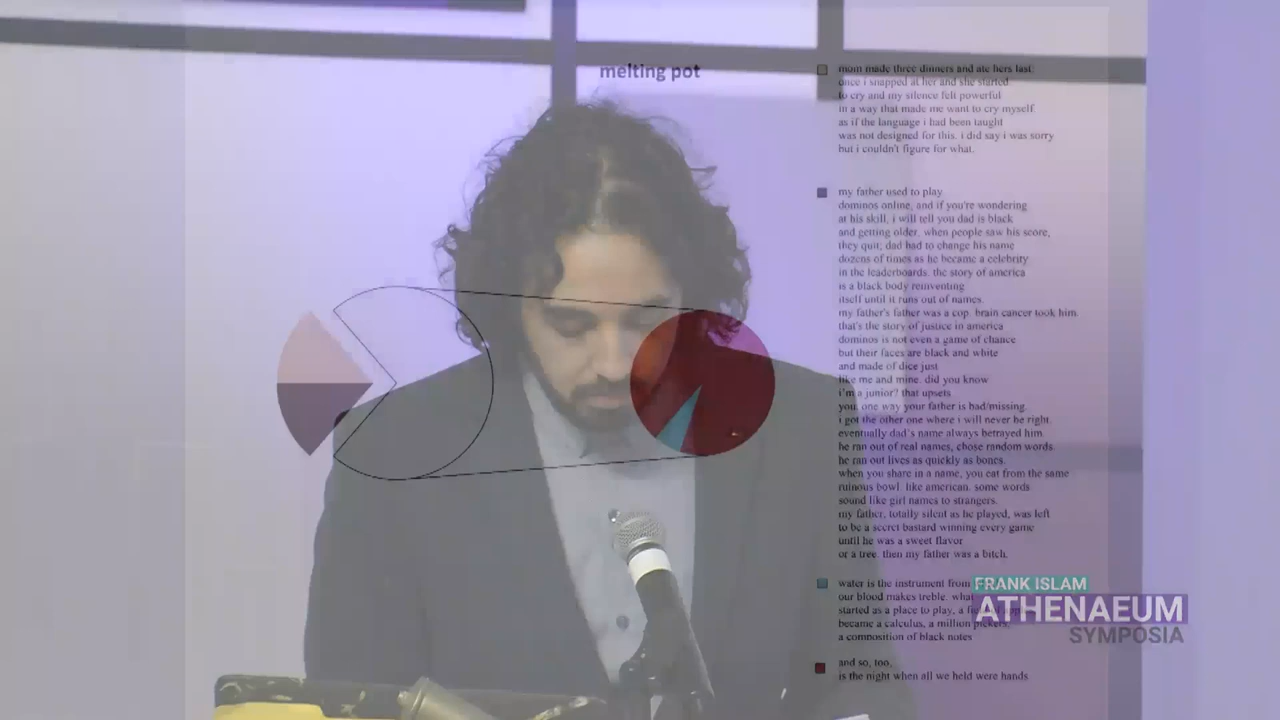 melting pot
mom made three dinners and ate hers last.
once i snapped at her and she started
to cry and my silence felt powerful
in a way that made me want to cry myself.
as if the language i had been taught
was not designed for this. i did say i was sorry
but i couldn't figure for what.
my father used to play
dominos online, and if you're wondering
at his skill, i will tell you dad is black
and getting older. when people saw his score,
they quit; dad had to change his name
dozens of times as he became a celebrity
in the leaderboards. the story of america
is a black body reinventing
itself until it runs out of names.
my father's father was a cop. brain cancer took him.
that's the story of justice in america
dominos is not even a game of chance
but their faces are black and white
and made of dice just
like me and mine. did you know
i'm a junior? that upsets
you. one way your father is bad/missing.
i got the other one where i will never be right.
eventually dad's name always betrayed him.
he ran out of real names, chose random words.
he ran out lives as quickly as bones.
when you share in a name, you eat from the same
ruinous bowl. like american. some words
sound like girl names to strangers.
my father, totally silent as he played, was left
to be a secret bastard winning every game
until he was a sweet flavor
or a tree. then my father was a bitch.
water is the instrument from
our blood makes treble. what
started as a place to play, a
became a calculus, a million pickers,
a composition of black notes
and so, too,
is the night when all we held were hands
FRANK ISLAM
ATHENAEUM
SYMPOSIA